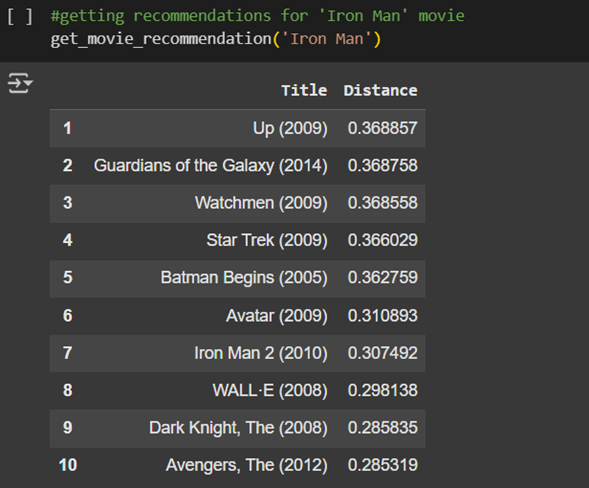 [ ] #getting recommendations for 'Iron Man' movie
get_movie_recommendation('Iron Man')
Title Distance
1 Up (2009) 0.368857
2 Guardians of the Galaxy (2014) 0.368758
3 Watchmen (2009) 0.368558
4 Star Trek (2009) 0.366029
5 Batman Begins (2005) 0.362759
6 Avatar (2009) 0.310893
7 Iron Man 2 (2010) 0.307492
8 WALL·E (2008) 0.298138
9 Dark Knight, The (2008) 0.285835
10 Avengers, The (2012) 0.285319